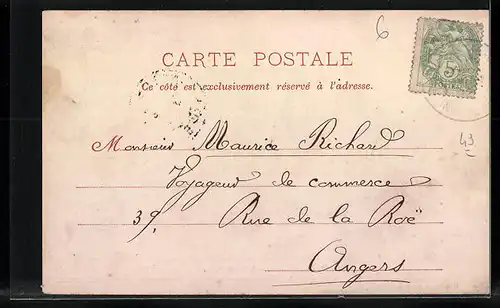 6
CARTE POSTALE
Ce côté est exclusivement réservé à l'adresse.
5
43
Monsieur Maurice Richard
Voyageur de commerce
39, Rue de la Roë
Angers